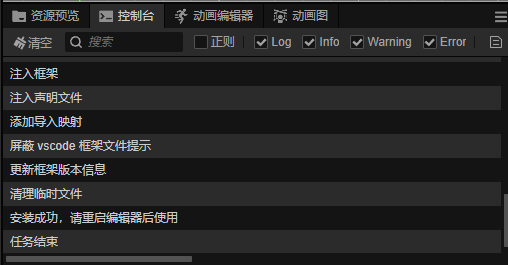 资源预览 控制台 动画编辑器 动画图
清空 搜索 正则 Log Info Warning Error
注入框架
注入声明文件
添加导入映射
屏蔽 vscode 框架文件提示
更新框架版本信息
清理临时文件
安装成功，请重启编辑器后使用
任务结束